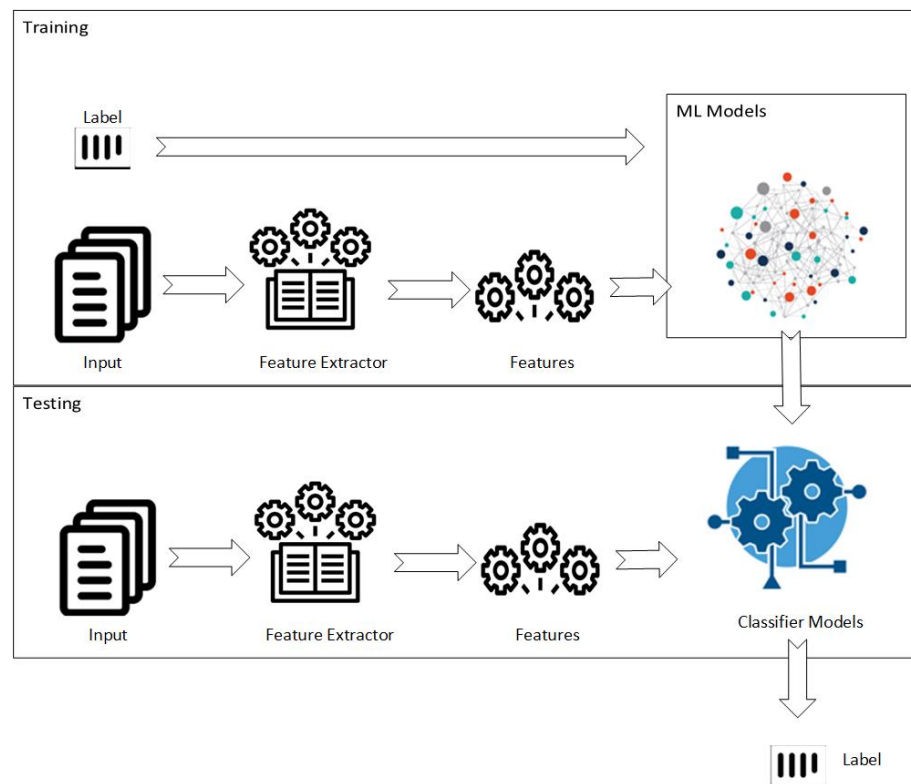 Training
Label
ML Models
Input
Feature Extractor
Features
Testing
Input
Feature Extractor
Features
Classifier Models
Label